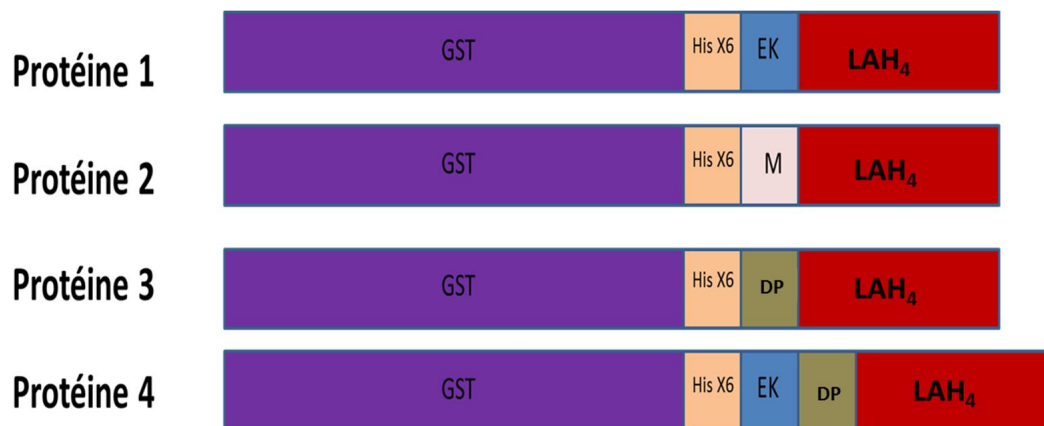 Protéine 1 GST His X6 EK LAH₄
Protéine 2 GST His X6 M LAH₄
Protéine 3 GST His X6 DP LAH₄
Protéine 4 GST His X6 EK DP LAH₄